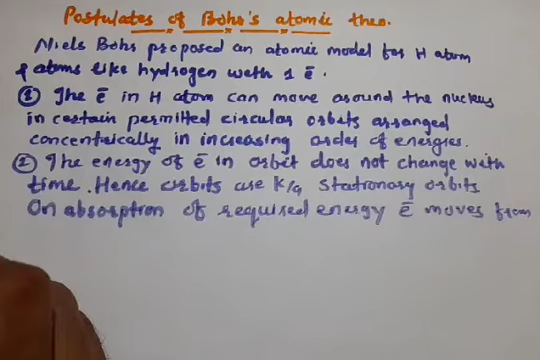 Postulates of Bohr's atomic theo.
Niels Bohr proposed an atomic model for H atom
& atoms like hydrogen with 1 ē.
① The ē in H atom can move around the nucleus
in certain permitted circular orbits arranged
concentrically in increasing order of energies.
② The energy of ē in orbit does not change with
time. Hence orbits are K/a stationary orbits
On absorption of required energy ē moves from